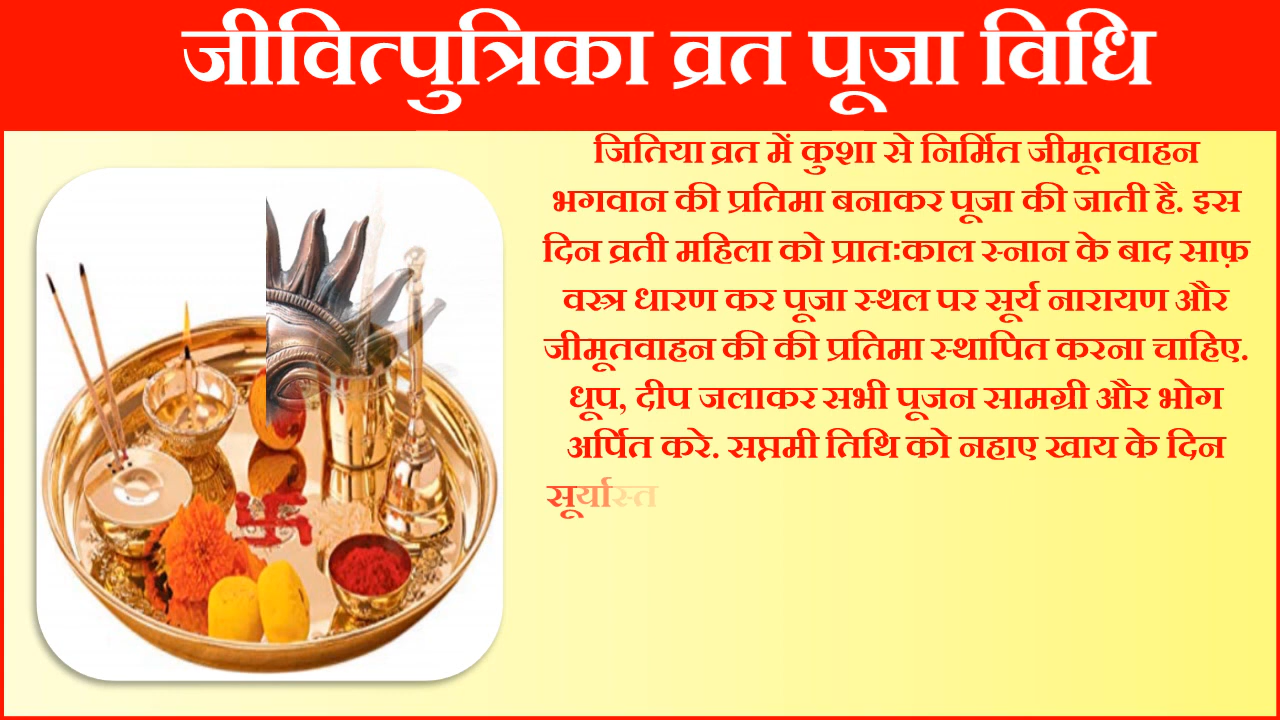 जीवित्पुत्रिका व्रत पूजा विधि
जितिया व्रत में कुशा से निर्मित जीमूतवाहन
भगवान की प्रतिमा बनाकर पूजा की जाती है. इस
दिन व्रती महिला को प्रातःकाल स्नान के बाद साफ़
वस्त्र धारण कर पूजा स्थल पर सूर्य नारायण और
जीमूतवाहन की की प्रतिमा स्थापित करना चाहिए.
धूप, दीप जलाकर सभी पूजन सामग्री और भोग
अर्पित करे. सप्तमी तिथि को नहाए खाय के दिन
सूर्यास्त